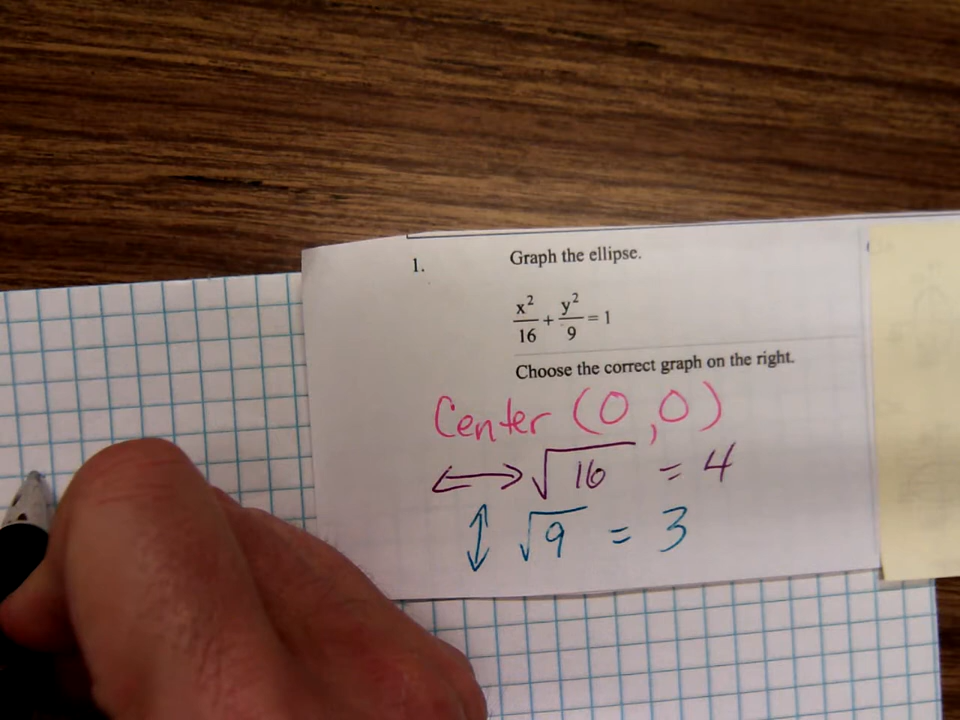 1. Graph the ellipse.
x²/16 + y²/9 = 1
Choose the correct graph on the right.
Center (0,0)
↔ √16 = 4
↕ √9 = 3